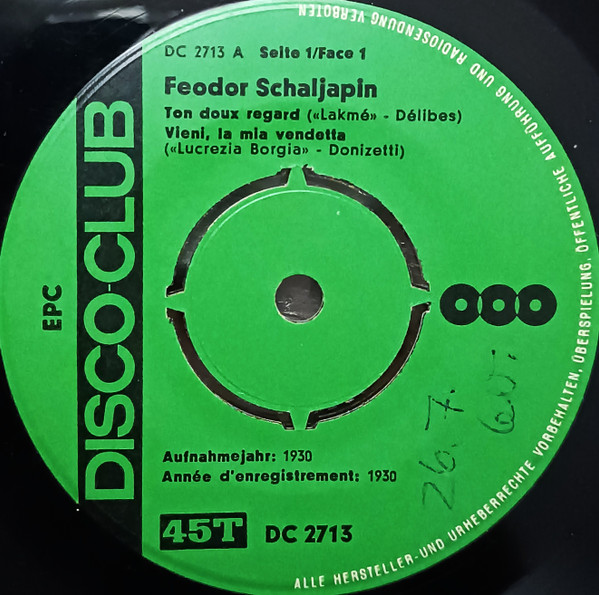 DC 2713 A Seite 1/Face 1
Feodor Schaljapin
Ton doux regard («Lakmé» - Délibes)
Vieni, la mia vendetta
(«Lucrezia Borgia» - Donizetti)
EPC
DISCO-CLUB
Aufnahmejahr: 1930
Année d'enregistrement: 1930
45T DC 2713
26. 7.
ALLE HERSTELLER-UND URHEBERRECHTE VORBEHALTEN, ÜBERSPIELUNG, ÖFFENTLICHE AUFFÜHRUNG UND RADIOSENDUNG VERBOTEN